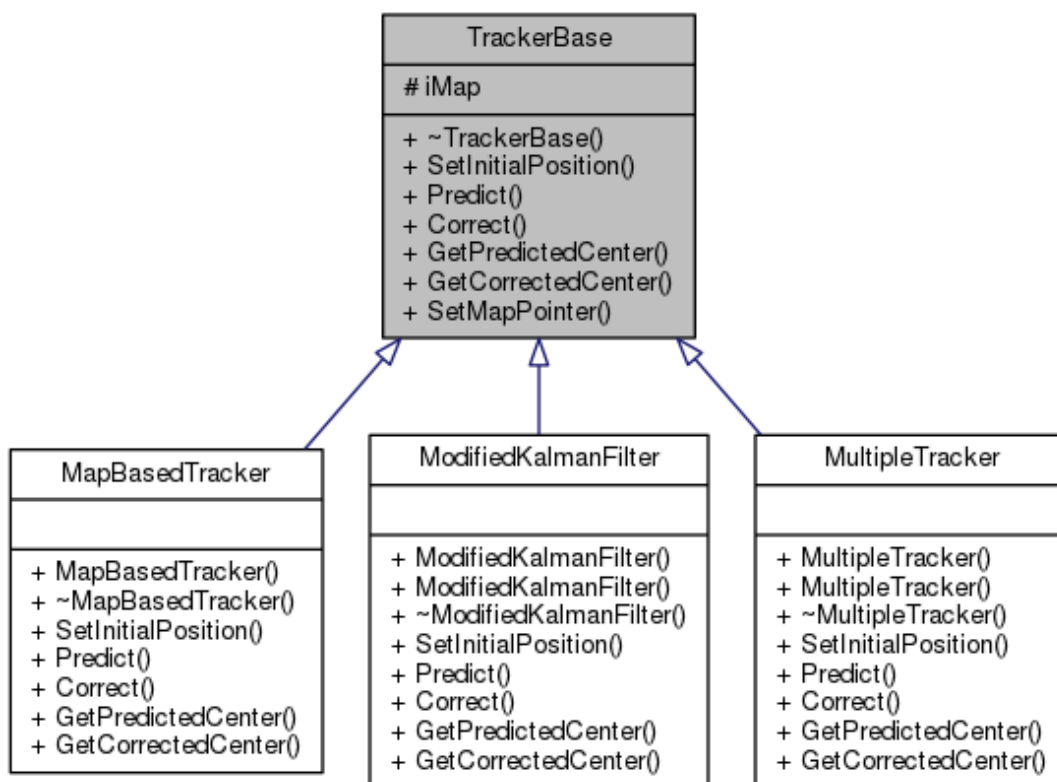 TrackerBase
# iMap
+ ~TrackerBase()
+ SetInitialPosition()
+ Predict()
+ Correct()
+ GetPredictedCenter()
+ GetCorrectedCenter()
+ SetMapPointer()
MapBasedTracker
+ MapBasedTracker()
+ ~MapBasedTracker()
+ SetInitialPosition()
+ Predict()
+ Correct()
+ GetPredictedCenter()
+ GetCorrectedCenter()
ModifiedKalmanFilter
+ ModifiedKalmanFilter()
+ ModifiedKalmanFilter()
+ ~ModifiedKalmanFilter()
+ SetInitialPosition()
+ Predict()
+ Correct()
+ GetPredictedCenter()
+ GetCorrectedCenter()
MultipleTracker
+ MultipleTracker()
+ MultipleTracker()
+ ~MultipleTracker()
+ SetInitialPosition()
+ Predict()
+ Correct()
+ GetPredictedCenter()
+ GetCorrectedCenter()